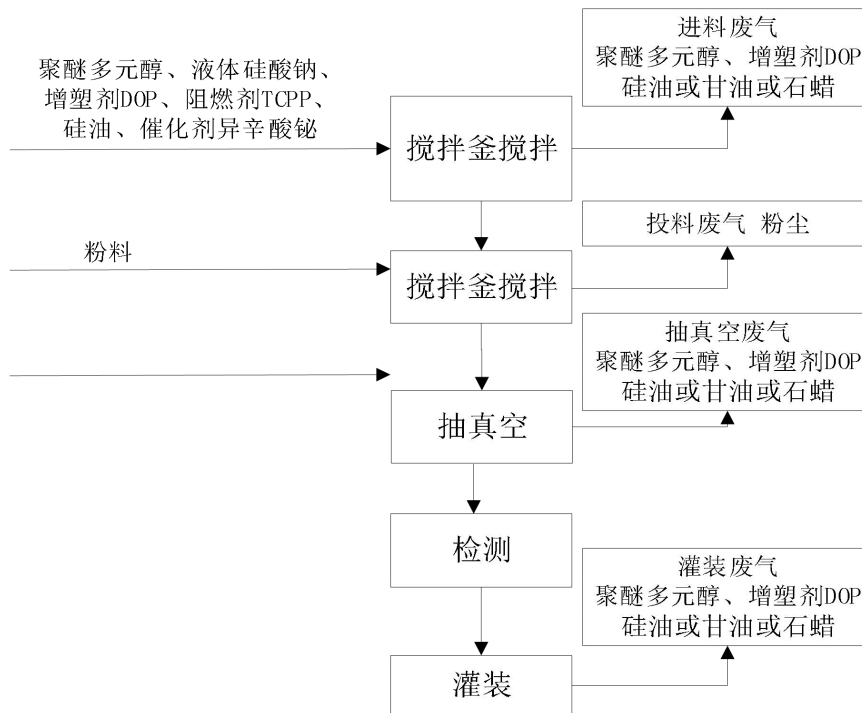 进料废气
聚醚多元醇、增塑剂DOP
硅油或甘油或石蜡
聚醚多元醇、液体硅酸钠、
增塑剂DOP、阻燃剂TCPP、
硅油、催化剂异辛酸铋
搅拌釜搅拌
投料废气 粉尘
粉料
搅拌釜搅拌
抽真空废气
聚醚多元醇、增塑剂DOP
硅油或甘油或石蜡
抽真空
检测
灌装废气
聚醚多元醇、增塑剂DOP
硅油或甘油或石蜡
灌装